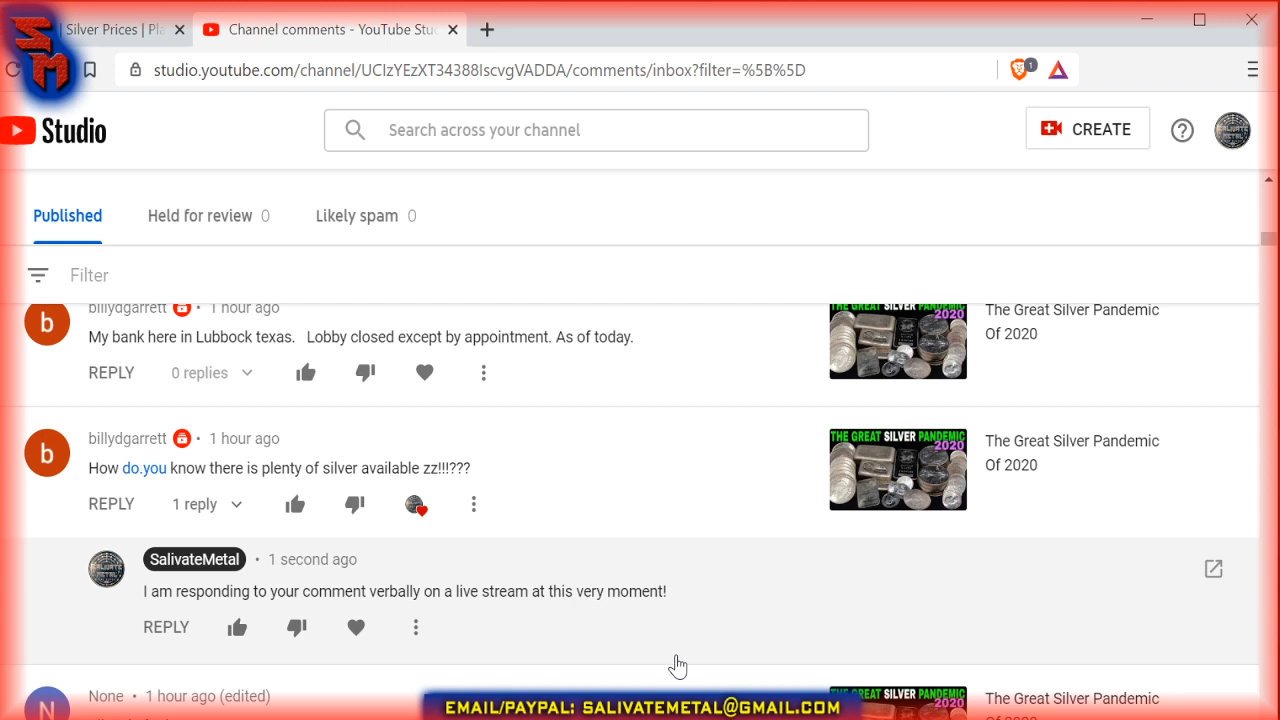 SM
Silver Prices | Pla
Channel comments - YouTube Stud
studio.youtube.com/channel/UCIzYEzXT34388IscvgVADDA/comments/inbox?filter=%5B%5D
1
Studio
Search across your channel
CREATE
Published
Held for review 0
Likely spam 0
Filter
billydgarrett • 1 hour ago
My bank here in Lubbock texas. Lobby closed except by appointment. As of today.
REPLY 0 replies
THE GREAT SILVER PANDEMIC
2020
The Great Silver Pandemic
Of 2020
b
billydgarrett • 1 hour ago
How do.you know there is plenty of silver available zz!!!???
REPLY 1 reply
THE GREAT SILVER PANDEMIC
2020
The Great Silver Pandemic
Of 2020
b
SalivateMetal • 1 second ago
I am responding to your comment verbally on a live stream at this very moment!
REPLY
N
None • 1 hour ago (edited)
THE GREAT SILVER PANDEMIC
The Great Silver Pandemic
EMAIL/PAYPAL: SALIVATEMETAL@GMAIL.COM